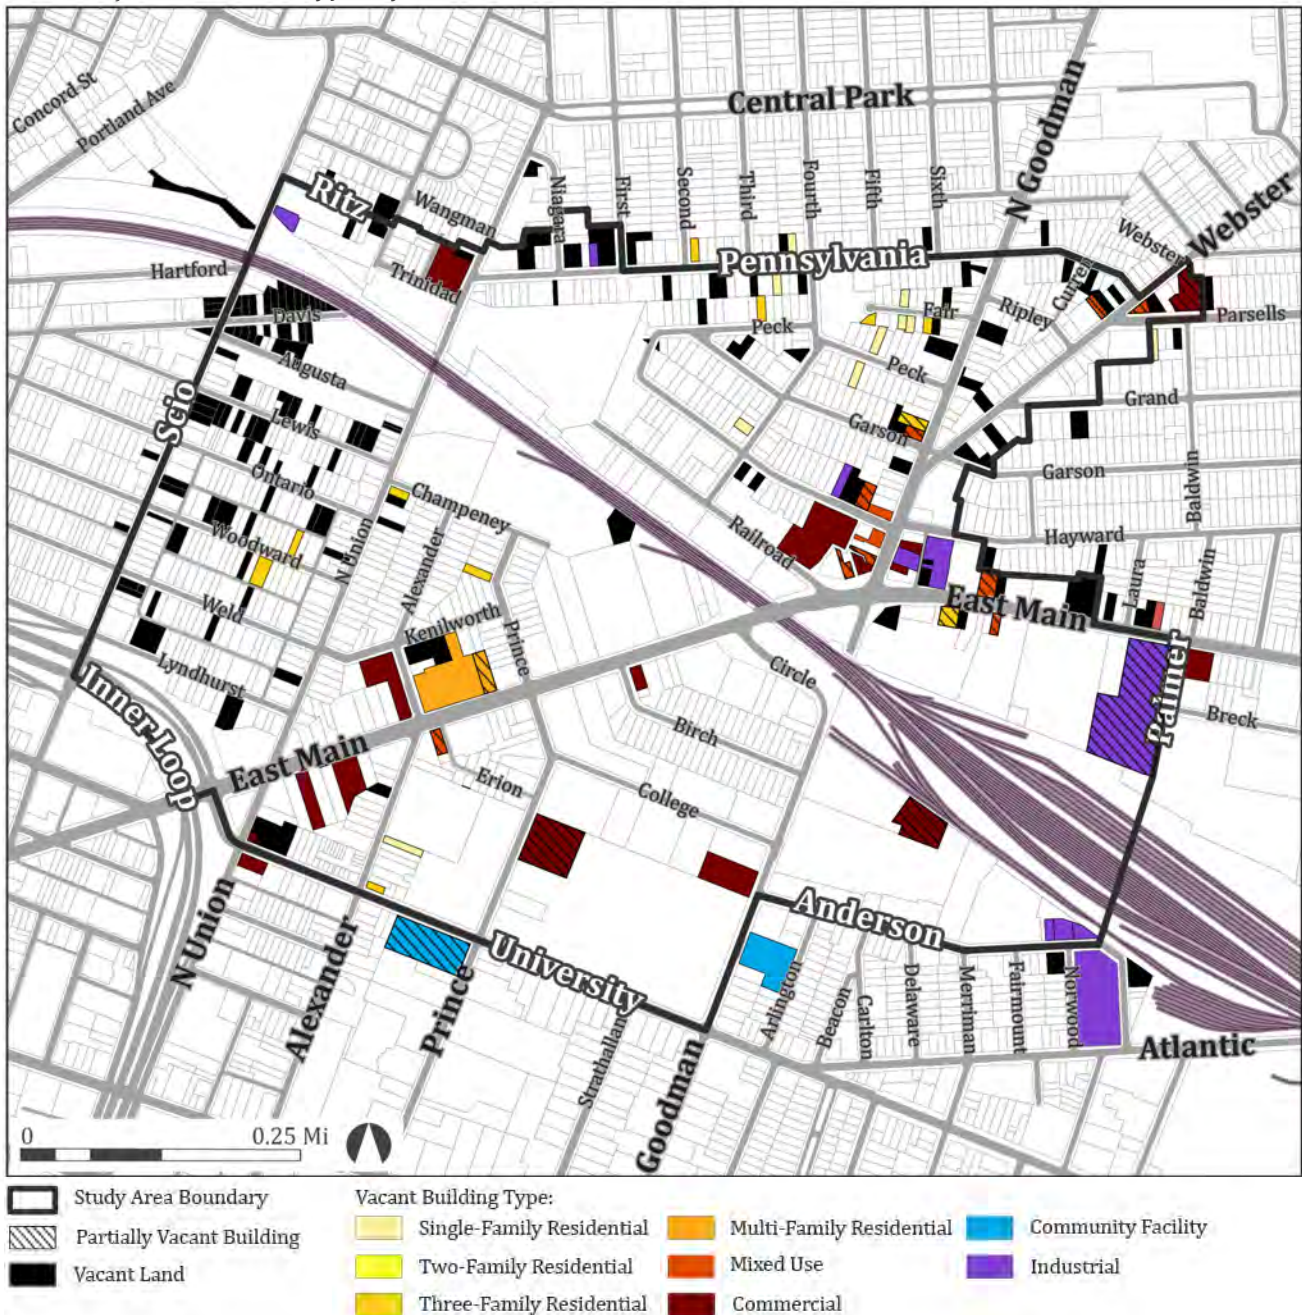 Concord St
Portland Ave
Central Park
N Goodman
Ritz
Wangman
Niagara
First
Second
Third
Fourth
Fifth
Sixth
Webster
Webster
Hartford
Trinidad
Pennsylvania
Curren
Davis
Peck
Fair
Ripley
Parsells
Augusta
Peck
Grand
Scio
Lewis
Garson
Garson
Baldwin
Ontario
Champeney
Woodward
N Union
Alexander
Railroad
Hayward
Laura
Baldwin
Weld
Kenilworth
Prince
East Main
Lyndhurst
Circle
Palmer
Inner Loop
Birch
Breck
East Main
Erion
College
N Union
Alexander
Prince
University
Anderson
Arlington
Beacon
Carlton
Delaware
Merriman
Fairmount
Norwood
Strathallan
Goodman
Atlantic
0 0.25 Mi
Study Area Boundary
Partially Vacant Building
Vacant Land
Vacant Building Type:
Single-Family Residential
Two-Family Residential
Three-Family Residential
Multi-Family Residential
Mixed Use
Commercial
Community Facility
Industrial